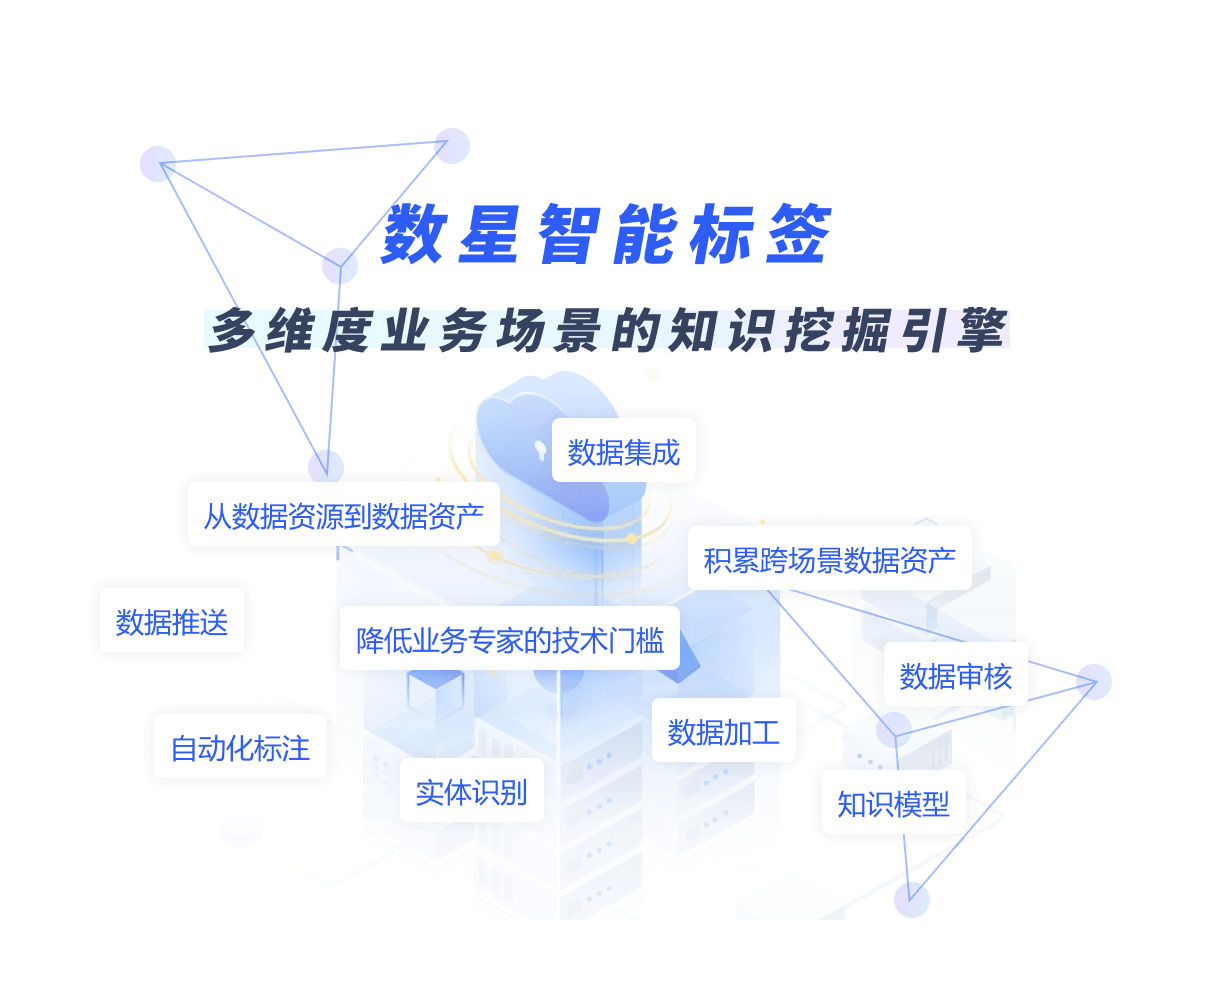 数星智能标签
多维度业务场景的知识挖掘引擎
数据集成
从数据资源到数据资产
积累跨场景数据资产
数据推送
降低业务专家的技术门槛
数据审核
自动化标注
数据加工
实体识别
知识模型